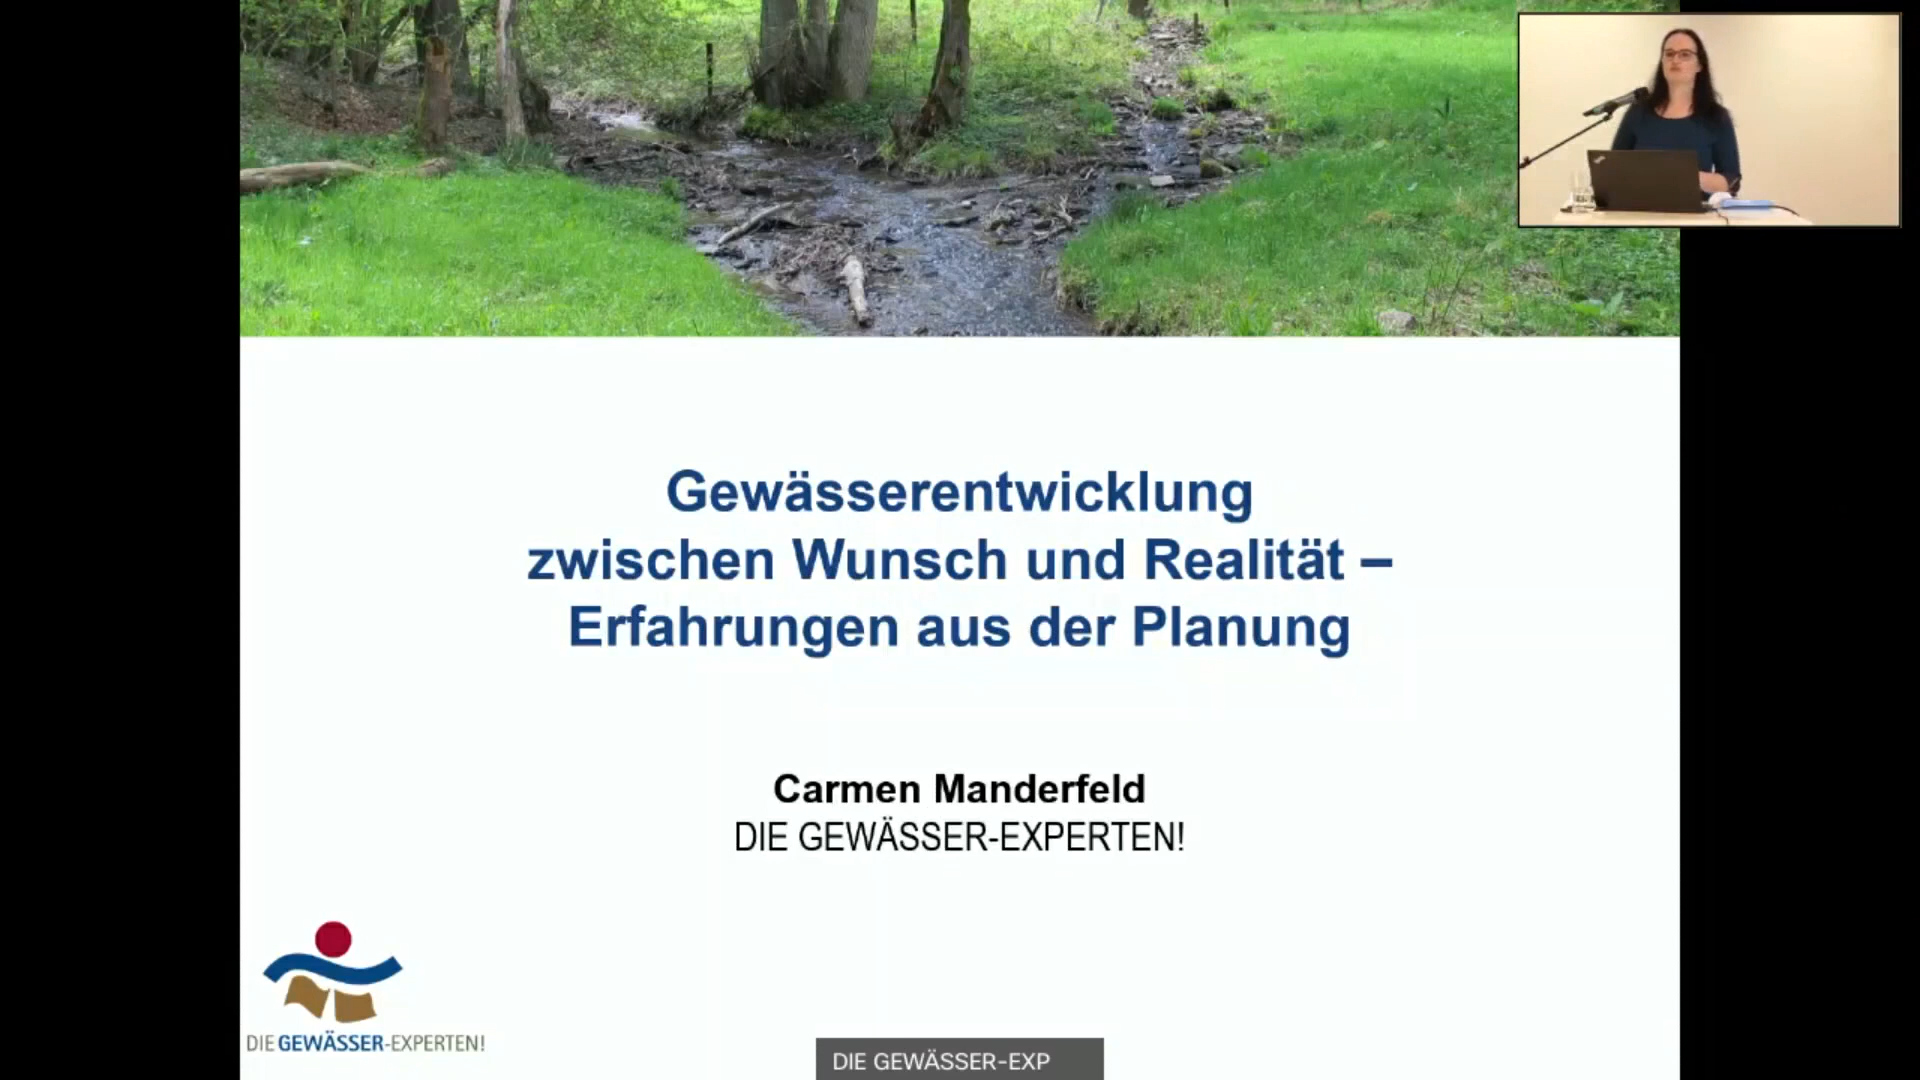 Gewässerentwicklung
zwischen Wunsch und Realität –
Erfahrungen aus der Planung
Carmen Manderfeld
DIE GEWÄSSER-EXPERTEN!
DIE GEWÄSSER-EXPERTEN!
DIE GEWÄSSER-EXP